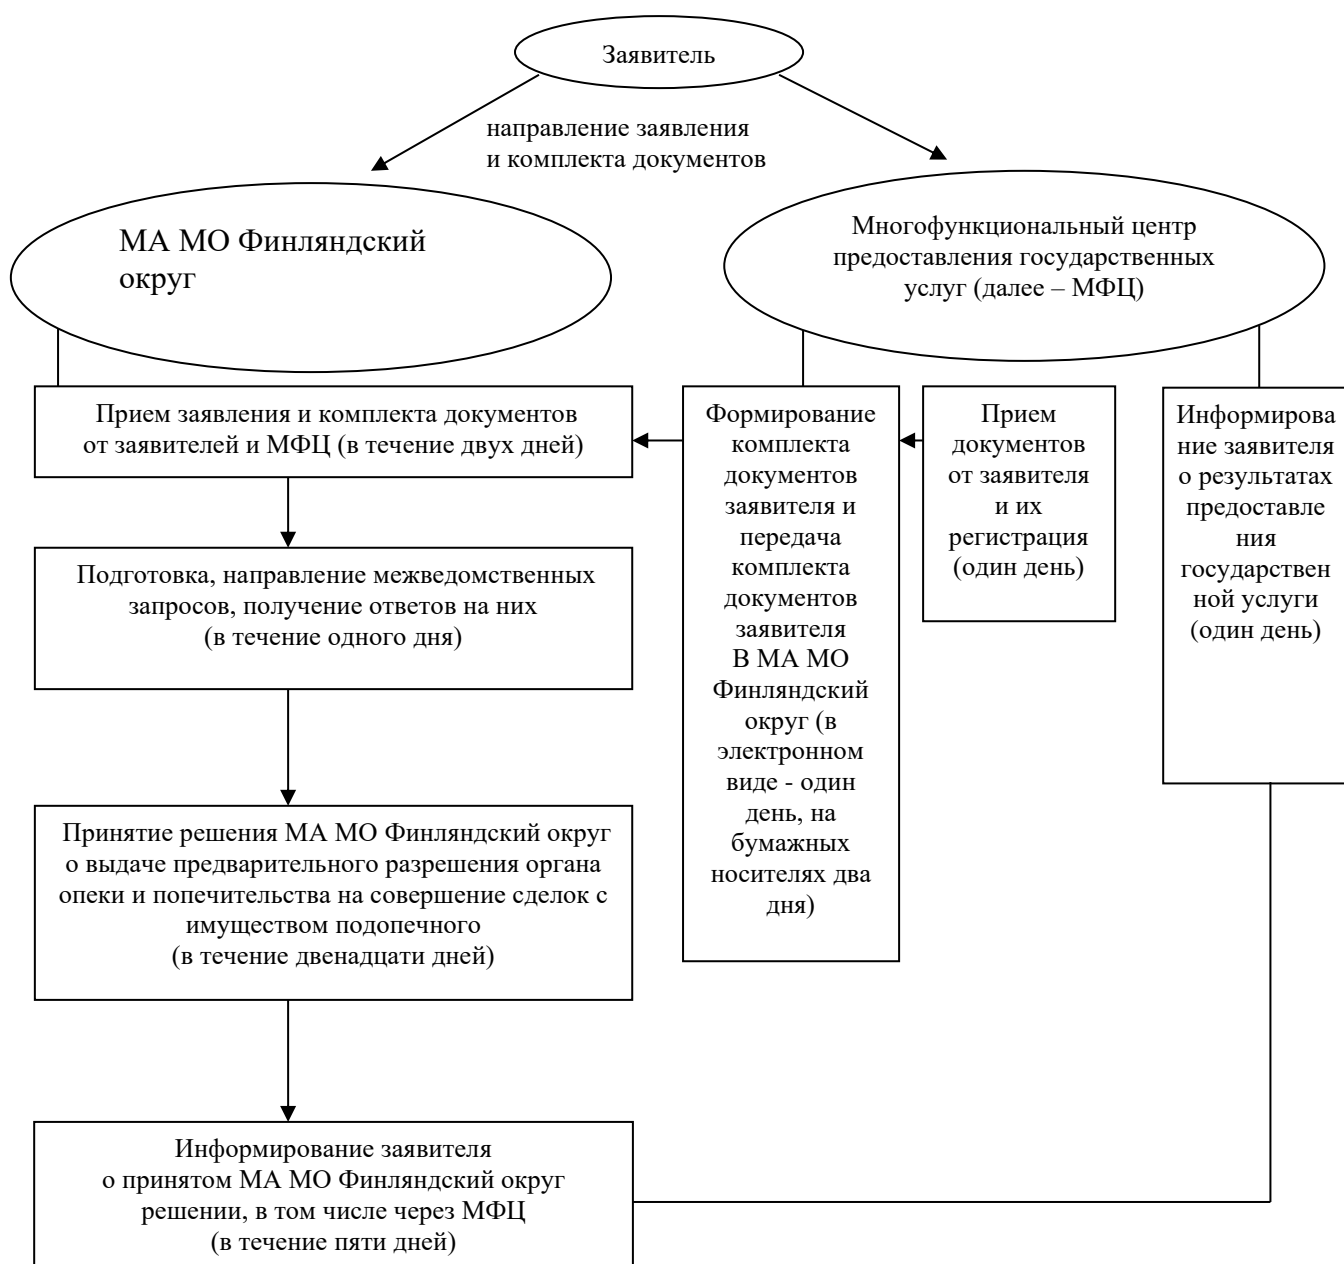 Заявитель
направление заявления
и комплекта документов
МА МО Финляндский
округ
Многофункциональный центр
предоставления государственных
услуг (далее – МФЦ)
Прием заявления и комплекта документов
от заявителей и МФЦ (в течение двух дней)
Формирование
комплекта
документов
заявителя и
передача
комплекта
документов
заявителя
В МА МО
Финляндский
округ (в
электронном
виде - один
день, на
бумажных
носителях два
дня)
Прием
документов
от заявителя
и их
регистрация
(один день)
Информирова
ние заявителя
о результатах
предоставле
ния
государствен
ной услуги
(один день)
Подготовка, направление межведомственных
запросов, получение ответов на них
(в течение одного дня)
Принятие решения МА МО Финляндский округ
о выдаче предварительного разрешения органа
опеки и попечительства на совершение сделок с
имуществом подопечного
(в течение двенадцати дней)
Информирование заявителя
о принятом МА МО Финляндский округ
решении, в том числе через МФЦ
(в течение пяти дней)